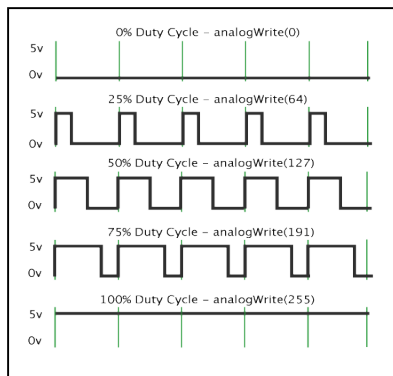 0% Duty Cycle – analogWrite(0)
5v
0v
25% Duty Cycle – analogWrite(64)
5v
0v
50% Duty Cycle – analogWrite(127)
5v
0v
75% Duty Cycle – analogWrite(191)
5v
0v
100% Duty Cycle – analogWrite(255)
5v
0v